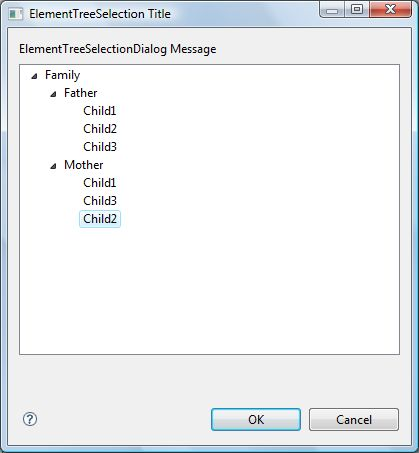 ElementTreeSelection Title
ElementTreeSelectionDialog Message
Family
Father
Child1
Child2
Child3
Mother
Child1
Child3
Child2
? OK Cancel